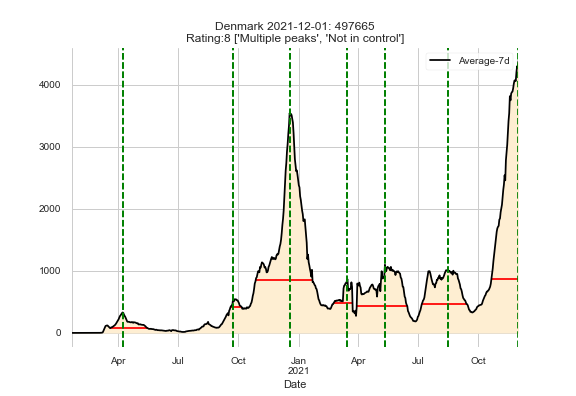 Denmark 2021-12-01: 497665
Rating:8 ['Multiple peaks', 'Not in control']
Average-7d
4000
3000
2000
1000
0
Apr Jul Oct Jan Apr Jul Oct
2021
Date